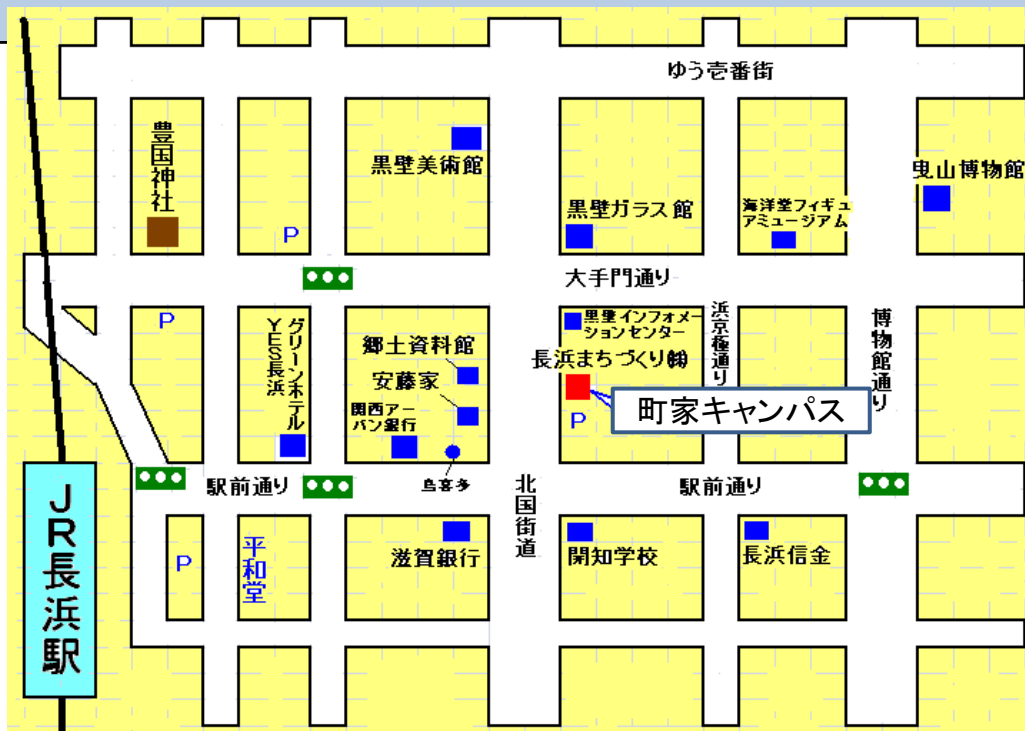 ゆう壱番街
豊国神社
黒壁美術館
曳山博物館
黒壁ガラス館
海洋堂フィギュ
アミュージアム
P
大手門通り
P
グリーンホテル
YES長浜
郷土資料館
安藤家
関西アー
バン銀行
鳥喜多
黒壁インフォメー
ションセンター
長浜まちづくり㈱
浜京極通り
博物館通り
P
町家キャンパス
駅前通り
北国街道
駅前通り
JR長浜駅
P
平和堂
滋賀銀行
開知学校
長浜信金